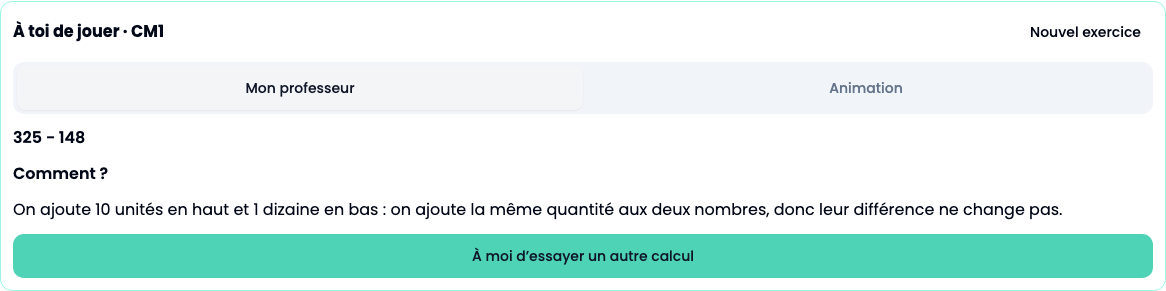 À toi de jouer · CM1
Nouvel exercice
Mon professeur
Animation
325 - 148
Comment ?
On ajoute 10 unités en haut et 1 dizaine en bas : on ajoute la même quantité aux deux nombres, donc leur différence ne change pas.
À moi d’essayer un autre calcul